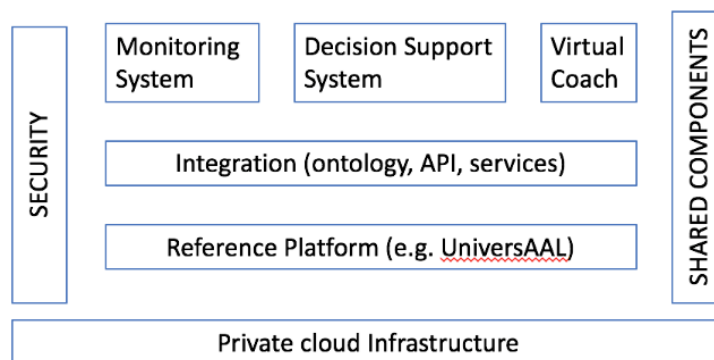 SECURITY
Monitoring
System
Decision Support
System
Virtual
Coach
SHARED COMPONENTS
Integration (ontology, API, services)
Reference Platform (e.g. UniversAAL)
Private cloud Infrastructure